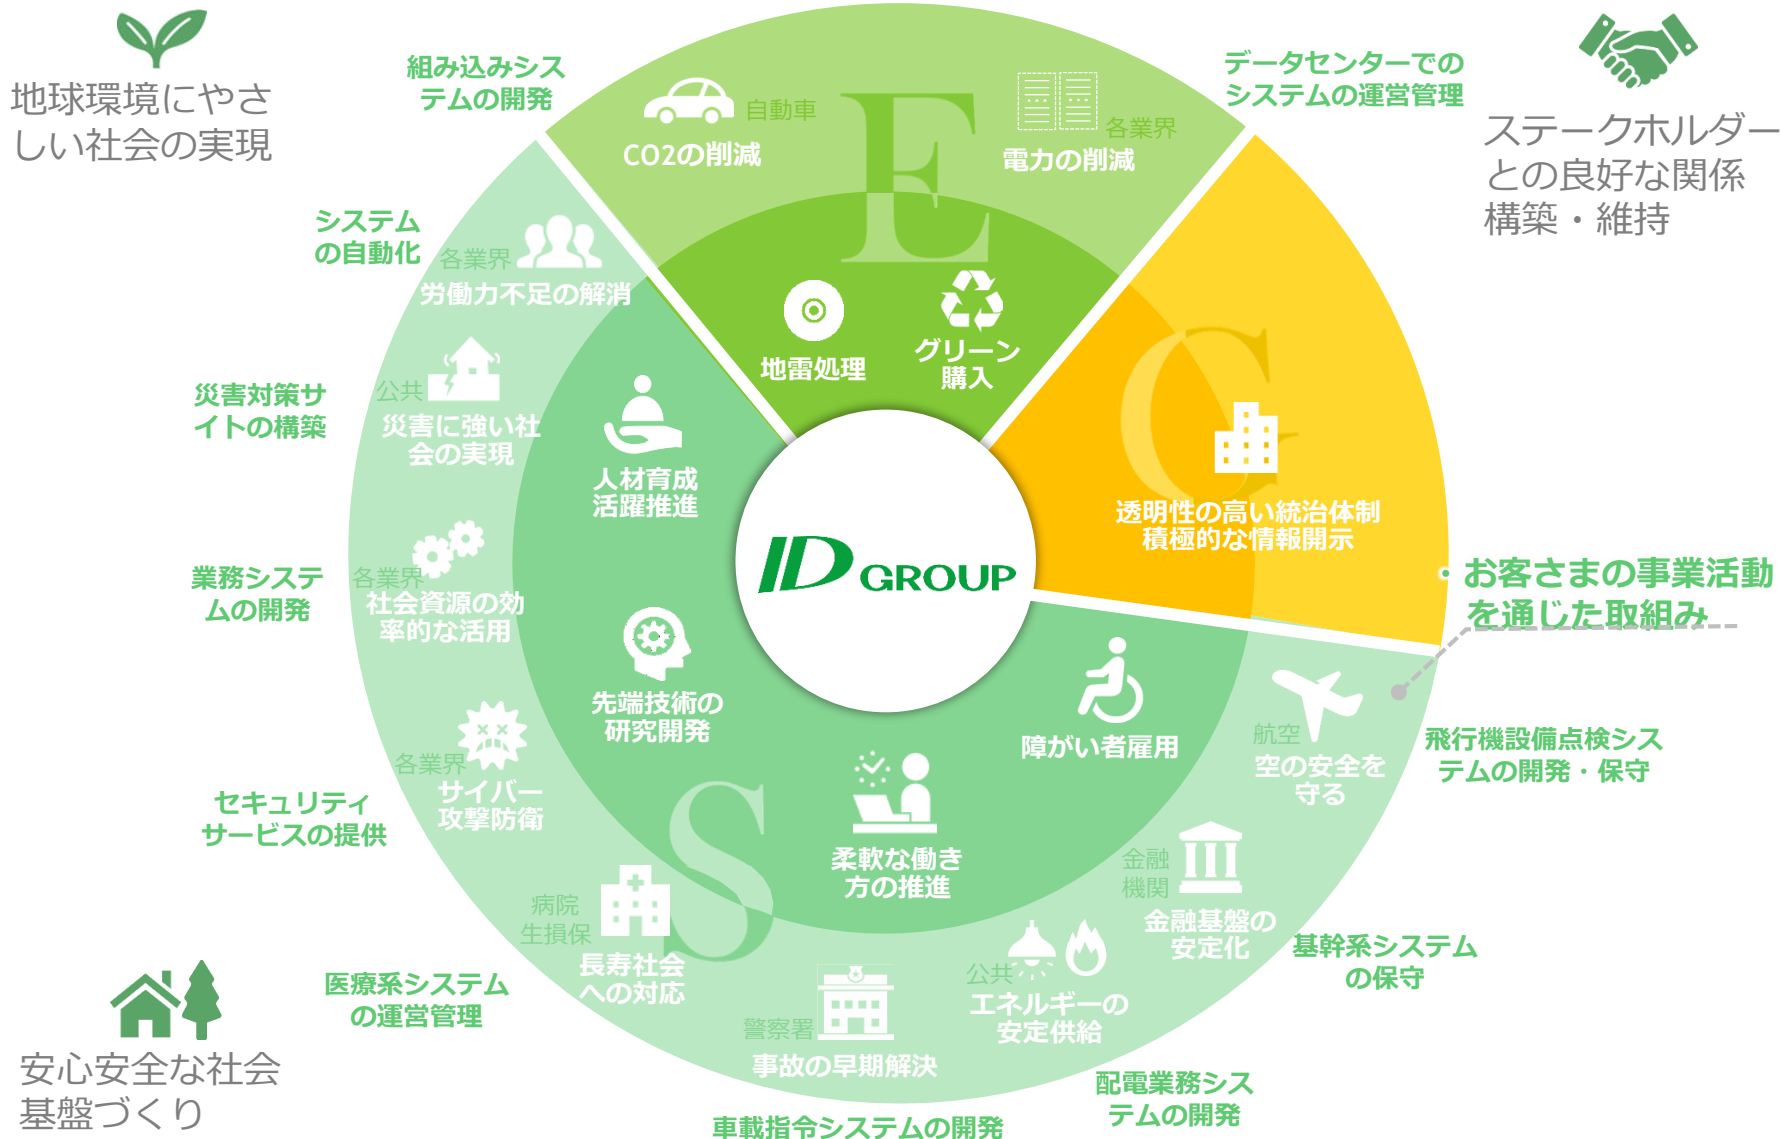 地球環境にやさ
しい社会の実現
組み込みシス
テムの開発
自動車
CO2の削減
E
各業界
電力の削減
データセンターでの
システムの運営管理
ステークホルダー
との良好な関係
構築・維持
地雷処理
グリーン
購入
システム
の自動化
各業界
労働力不足の解消
災害対策サ
イトの構築
公共
災害に強い社
会の実現
人材育成
活躍推進
G
透明性の高い統治体制
積極的な情報開示
業務システ
ムの開発
各業界
社会資源の効
率的な活用
ID GROUP
お客さまの事業活動
を通じた取組み
先端技術の
研究開発
障がい者雇用
航空
空の安全を
守る
飛行機設備点検シス
テムの開発・保守
セキュリティ
サービスの提供
各業界
サイバー
攻撃防衛
S
柔軟な働き
方の推進
金融
機関
金融基盤の
安定化
基幹系システム
の保守
病院
生損保
長寿社会
への対応
医療系システム
の運営管理
警察署
事故の早期解決
車載指令システムの開発
公共
エネルギーの
安定供給
配電業務シス
テムの開発
安心安全な社会
基盤づくり